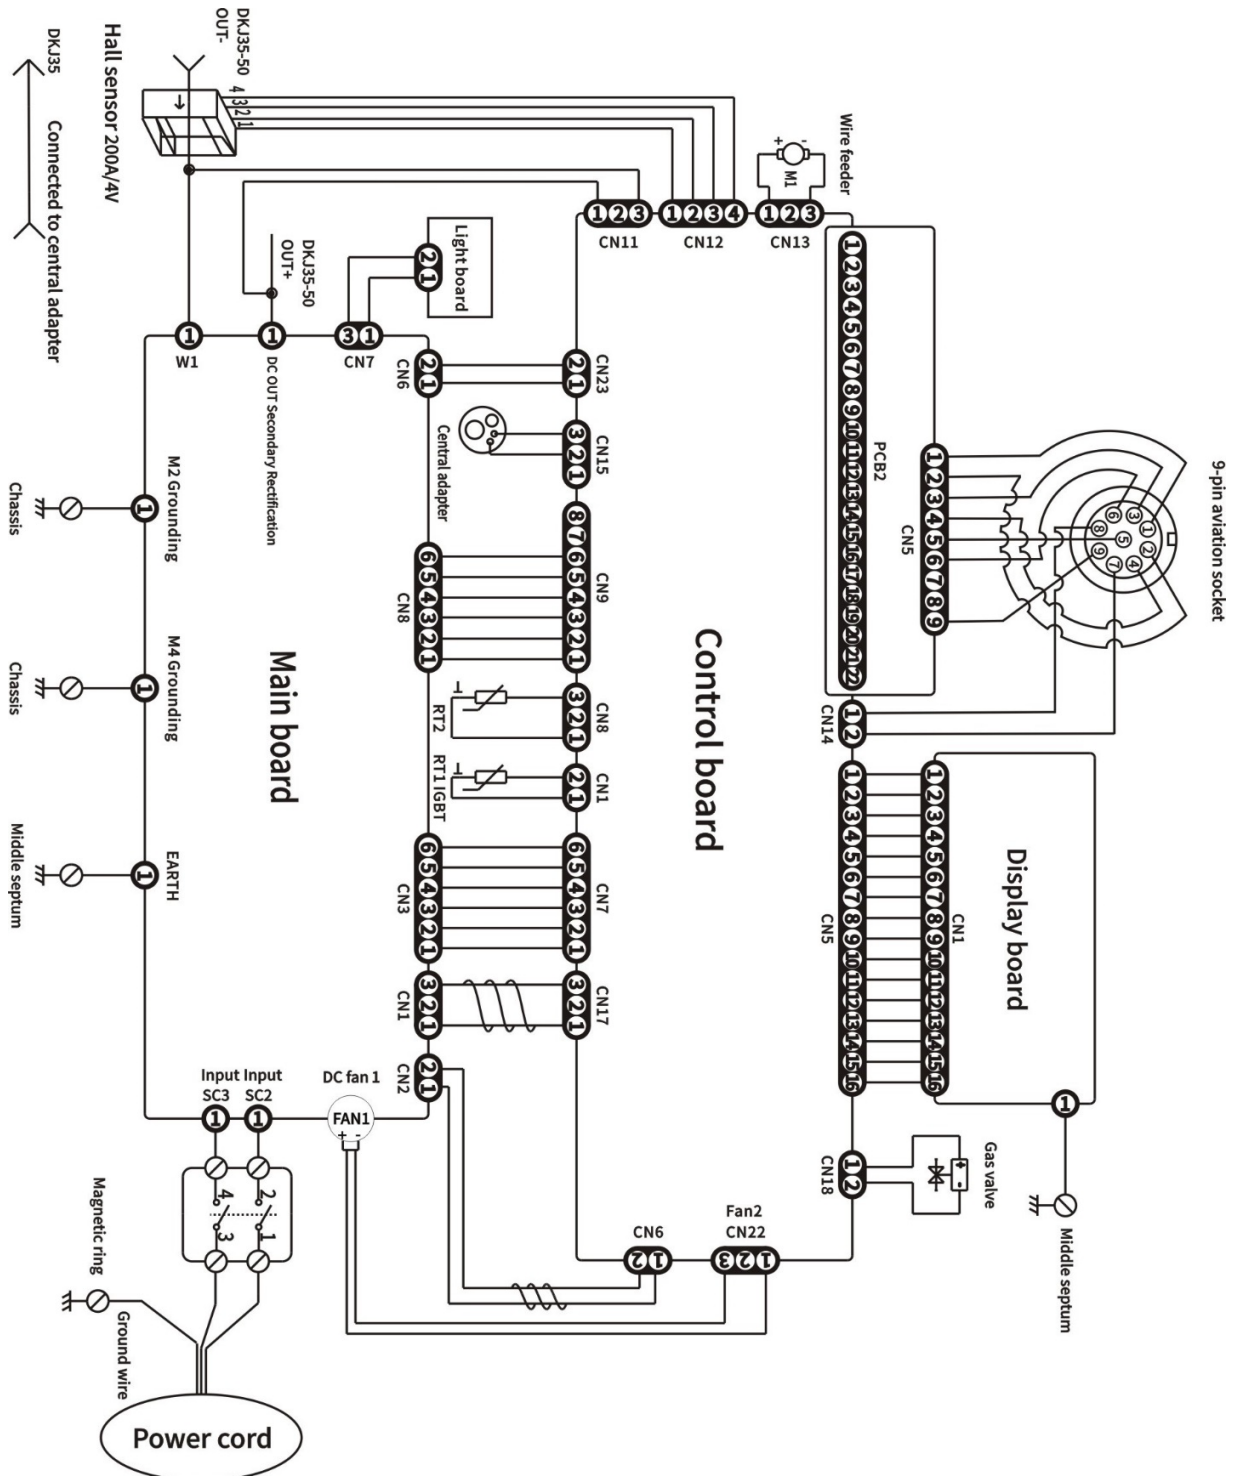 DKJ35
Connected to central adapter
DKJ35-50
OUT-
4
3
2
1
Hall sensor 200A/4V
Wire feeder
+
-
M1
1 2 3
CN11
1 2 3 4
CN12
1 2 3
CN13
DKJ35-50
OUT+
Light board
2 1
1
W1
1
DC OUT Secondary Rectification
3 1
CN7
2 1
CN6
2 1
CN23
Central adapter
3 2 1
CN15
8 7 6 5 4 3 2 1
CN9
6 5 4 3 2 1
CN8
RT2
3 2 1
CN8
RT1 IGBT
2 1
CN1
6 5 4 3 2 1
CN3
6 5 4 3 2 1
CN7
3 2 1
CN1
3 2 1
CN17
2 1
CN2
Main board
Control board
1 2 3 4 5 6 7 8 9 10 11 12 13 14 15 16 17 18 19 20 21 22
PCB2
1 2 3 4 5 6 7 8 9
CN5
9-pin aviation socket
1
2
3
4
5
6
7
8
9
1 2
CN14
1 2 3 4 5 6 7 8 9 10 11 12 13 14 15 16
CN5
1 2 3 4 5 6 7 8 9 10 11 12 13 14 15 16
CN1
Display board
1
Middle septum
1 2
CN18
Gas valve
+
-
Fan2
CN22
3 2 1
CN6
2 1
1
M2 Grounding
Chassis
1
M4 Grounding
Chassis
1
EARTH
Middle septum
Input Input
SC3 SC2
1 1
DC fan 1
FAN1
+ -
4 2
3 1
Magnetic ring
Ground wire
Power cord